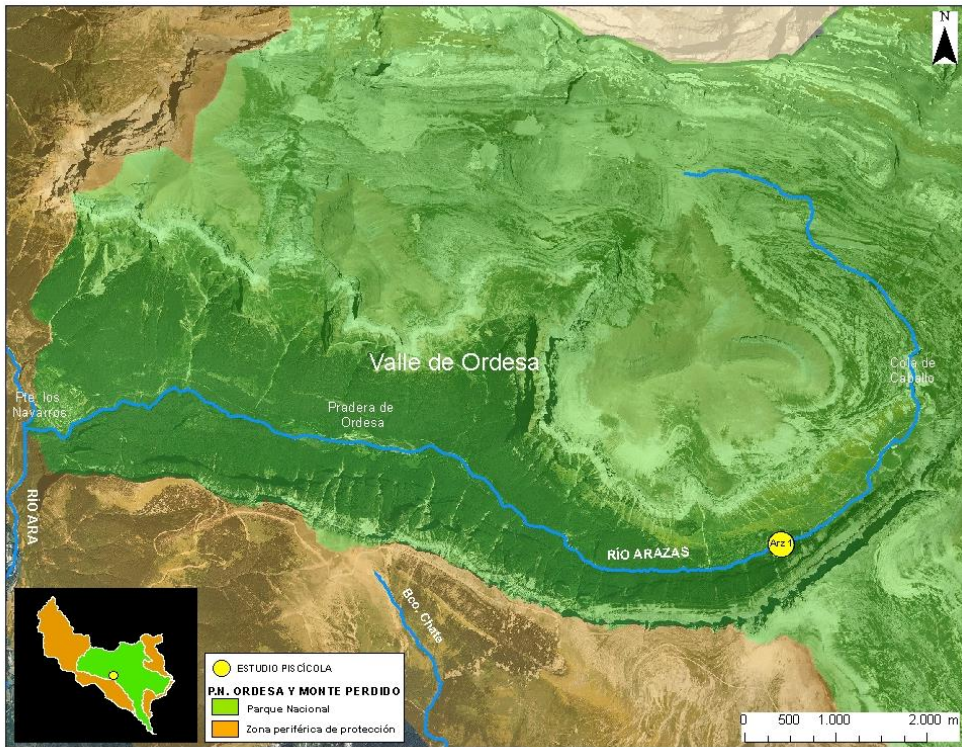 N
Valle de Ordesa
Cola de
Caballo
Pte. los
Navarros
Pradera de
Ordesa
RÍO ARA
RÍO ARAZAS
Arz 1
Bco. Chate
ESTUDIO PISCÍCOLA
P.N. ORDESA Y MONTE PERDIDO
Parque Nacional
Zona periférica de protección
0 500 1.000 2.000 m